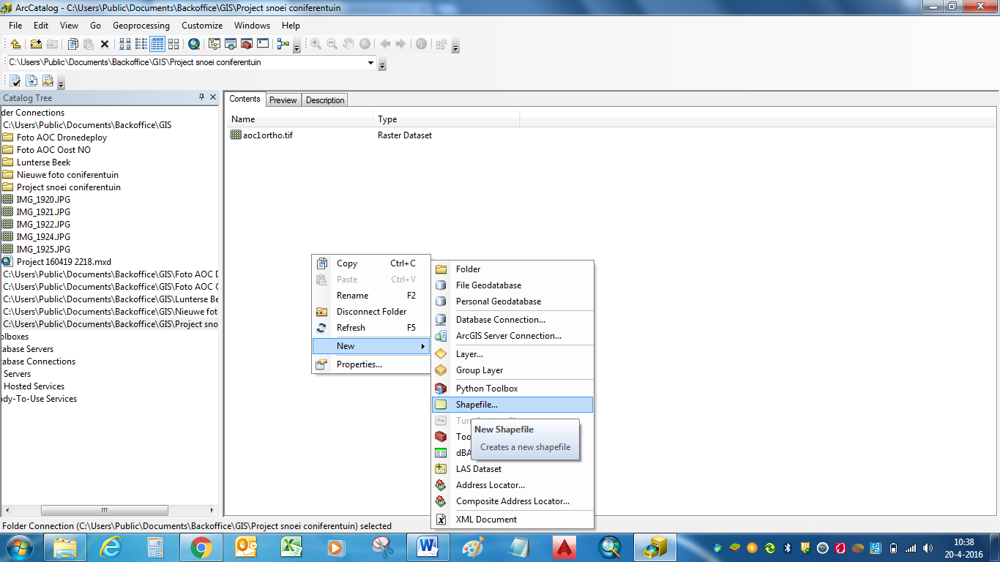 ArcCatalog - C:\Users\Public\Documents\Backoffice\GIS\Project snoei coniferentuin
File Edit View Go Geoprocessing Customize Windows Help
C:\Users\Public\Documents\Backoffice\GIS\Project snoei coniferentuin
Catalog Tree
der Connections
C:\Users\Public\Documents\Backoffice\GIS
Foto AOC Dronedeploy
Foto AOC Oost NO
Lunterse Beek
Nieuwe foto coniferentuin
Project snoei coniferentuin
IMG_1920.JPG
IMG_1921.JPG
IMG_1922.JPG
IMG_1924.JPG
IMG_1925.JPG
Project 160419 2218.mxd
C:\Users\Public\Documents\Backoffice\GIS\Foto AOC D
C:\Users\Public\Documents\Backoffice\GIS\Foto AOC O
C:\Users\Public\Documents\Backoffice\GIS\Lunterse Be
C:\Users\Public\Documents\Backoffice\GIS\Nieuwe fot
C:\Users\Public\Documents\Backoffice\GIS\Project sno
olboxes
tabase Servers
tabase Connections
Servers
Hosted Services
ady-To-Use Services
Contents Preview Description
Name Type
aoc1ortho.tif Raster Dataset
Copy Ctrl+C
Paste Ctrl+V
Rename F2
Disconnect Folder
Refresh F5
New
Properties...
Folder
File Geodatabase
Personal Geodatabase
Database Connection...
ArcGIS Server Connection...
Layer...
Group Layer
Python Toolbox
Shapefile...
New Shapefile
Creates a new shapefile
Too
dBA
LAS Dataset
Address Locator...
Composite Address Locator...
XML Document
Folder Connection (C:\Users\Public\Documents\Backoffice\GIS\Project snoei coniferentuin) selected
10:38
20-4-2016